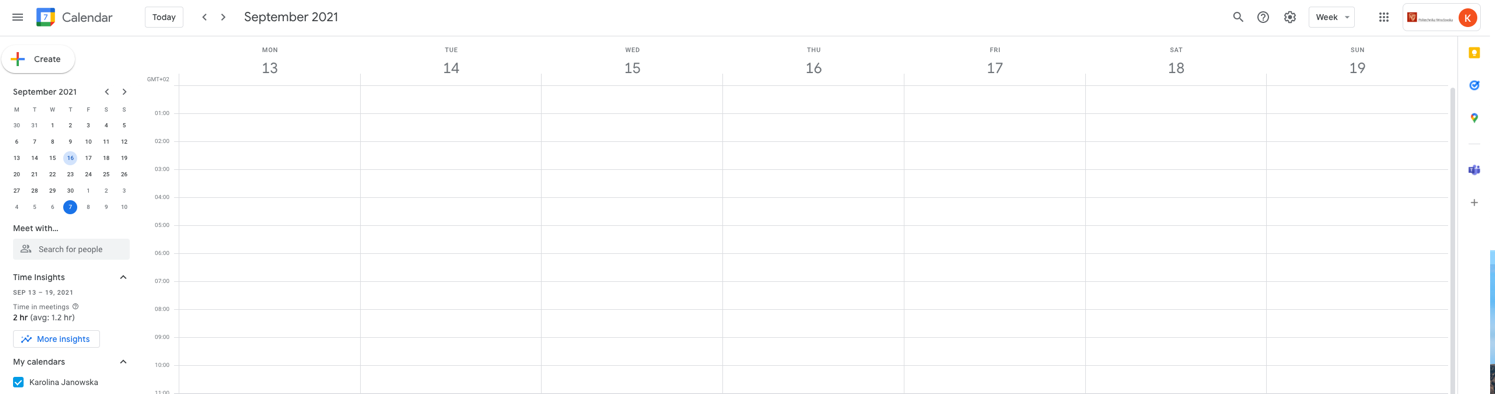 7 Calendar Today September 2021 Week K
Create
September 2021
M T W T F S S
30 31 1 2 3 4 5
6 7 8 9 10 11 12
13 14 15 16 17 18 19
20 21 22 23 24 25 26
27 28 29 30 1 2 3
4 5 6 7 8 9 10
Meet with...
Search for people
Time Insights
SEP 13 – 19, 2021
Time in meetings
2 hr (avg: 1.2 hr)
More insights
My calendars
Karolina Janowska
MON TUE WED THU FRI SAT SUN
13 14 15 16 17 18 19
GMT+02
01:00
02:00
03:00
04:00
05:00
06:00
07:00
08:00
09:00
10:00
11:00